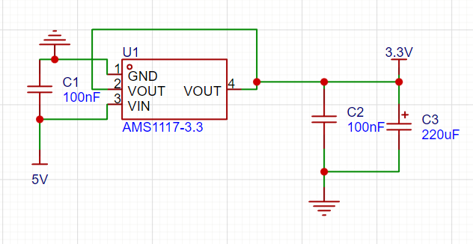 U1
1 GND
2 VOUT VOUT 4
3 VIN
AMS1117-3.3
C1
100nF
5V
3.3V
C2
100nF
+
C3
220uF